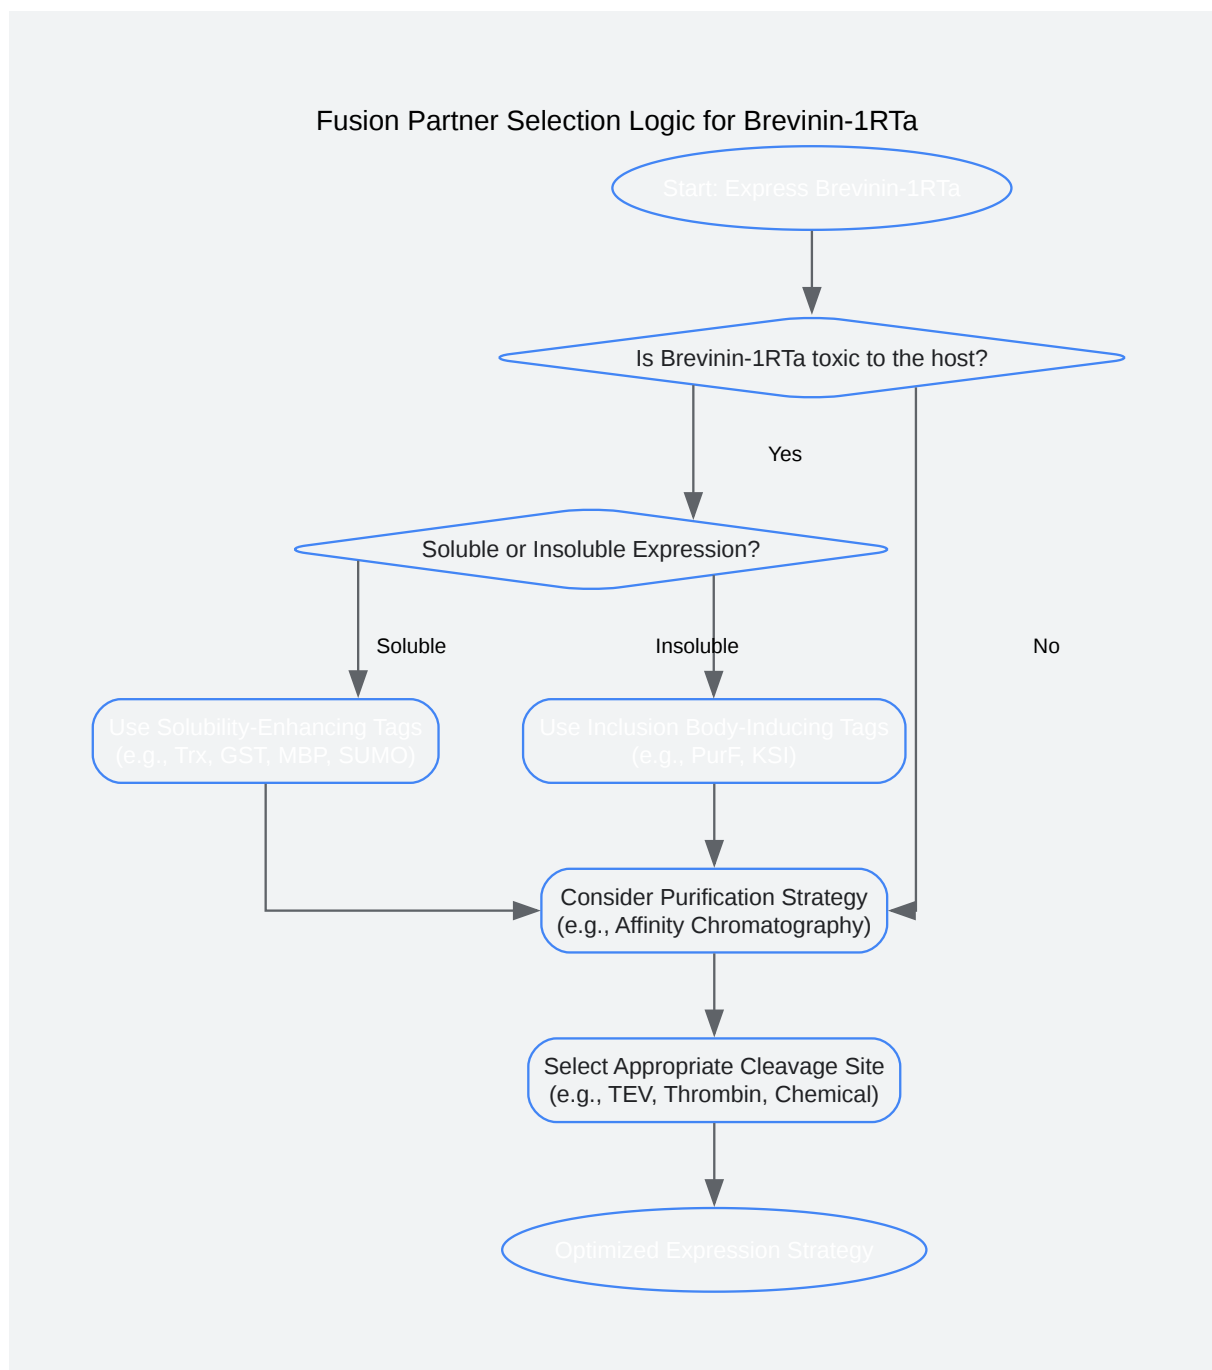 Fusion Partner Selection Logic for Brevinin-1RTa
Start: Express Brevinin-1RTa
Is Brevinin-1RTa toxic to the host?
Yes
Soluble or Insoluble Expression?
Soluble
Insoluble
No
Use Solubility-Enhancing Tags
(e.g., Trx, GST, MBP, SUMO)
Use Inclusion Body-Inducing Tags
(e.g., PurF, KSI)
Consider Purification Strategy
(e.g., Affinity Chromatography)
Select Appropriate Cleavage Site
(e.g., TEV, Thrombin, Chemical)
Optimized Expression Strategy